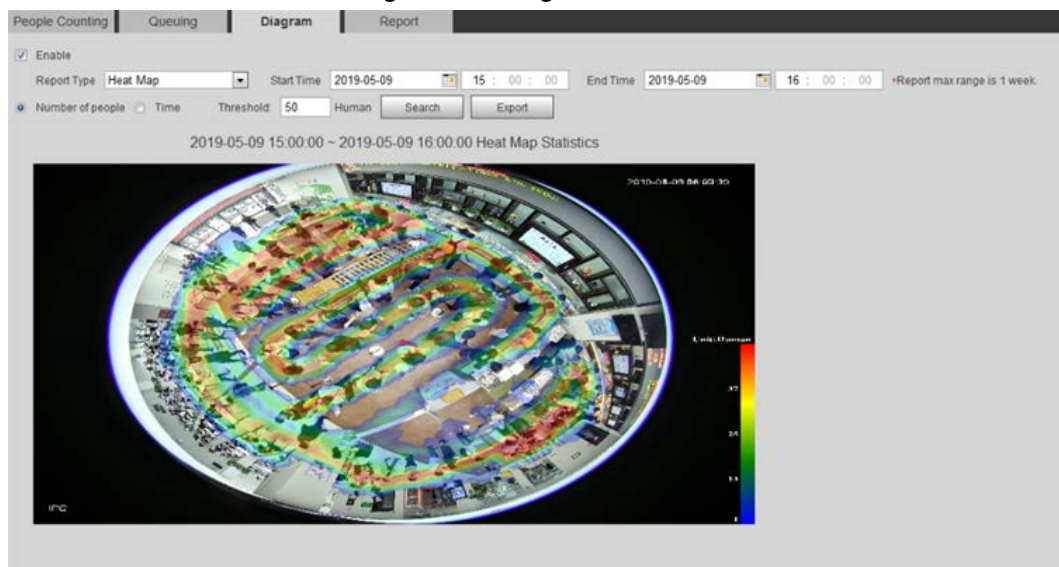 People Counting Queuing Diagram Report
Enable
Report Type Heat Map Start Time 2019-05-09 15 : 00 : 00 End Time 2019-05-09 16 : 00 : 00 *Report max range is 1 week.
Number of people Time Threshold: 50 Human Search Export
2019-05-09 15:00:00 ~ 2019-05-09 16:00:00 Heat Map Statistics
Unit:Human
IPC